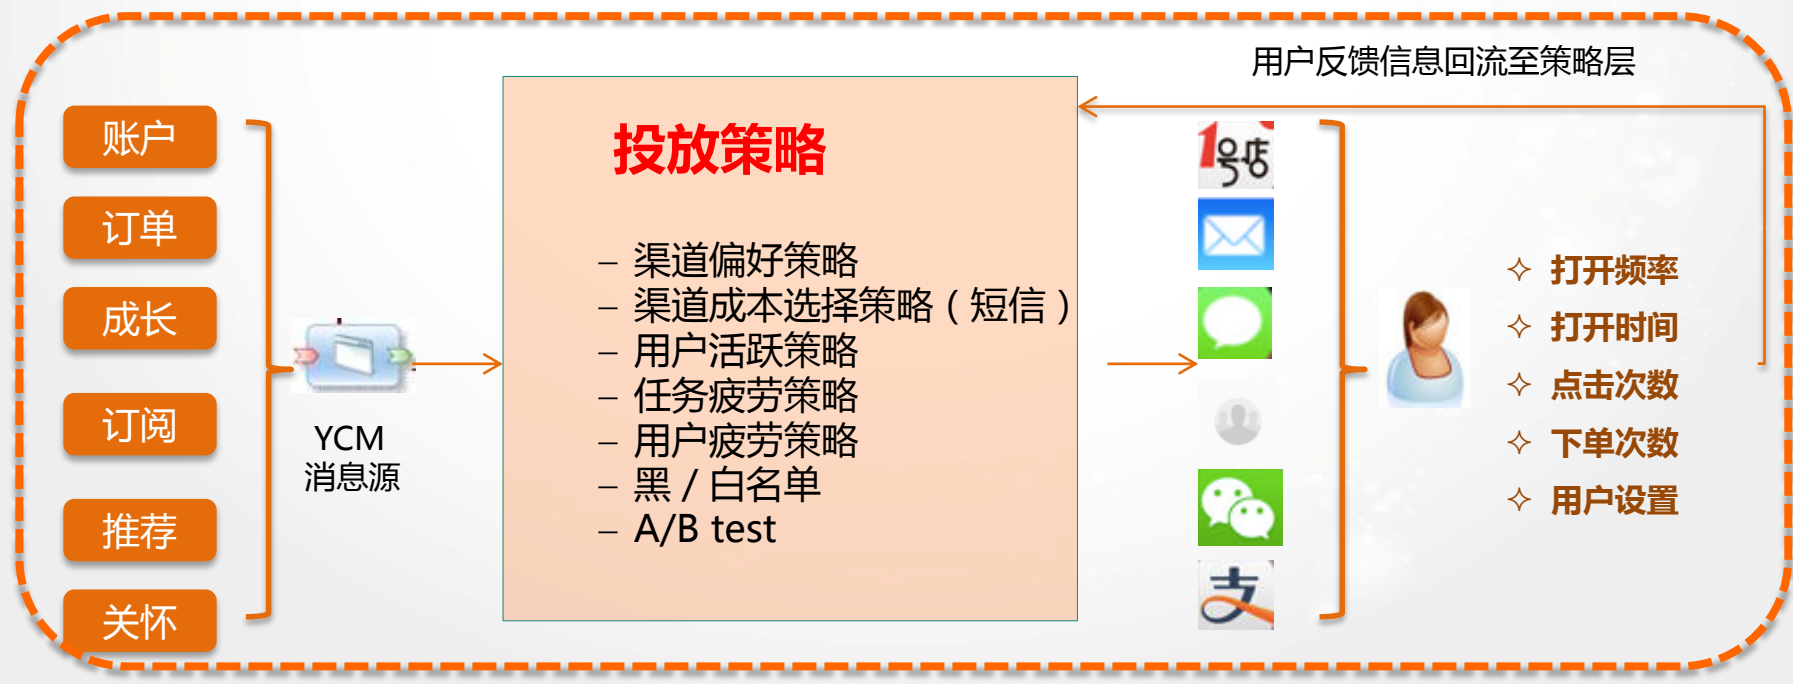 用户反馈信息回流至策略层
账户
订单
成长
订阅
推荐
关怀
YCM
消息源
投放策略
– 渠道偏好策略
– 渠道成本选择策略（短信）
– 用户活跃策略
– 任务疲劳策略
– 用户疲劳策略
– 黑 / 白名单
– A/B test
1号店
支
打开频率
打开时间
点击次数
下单次数
用户设置